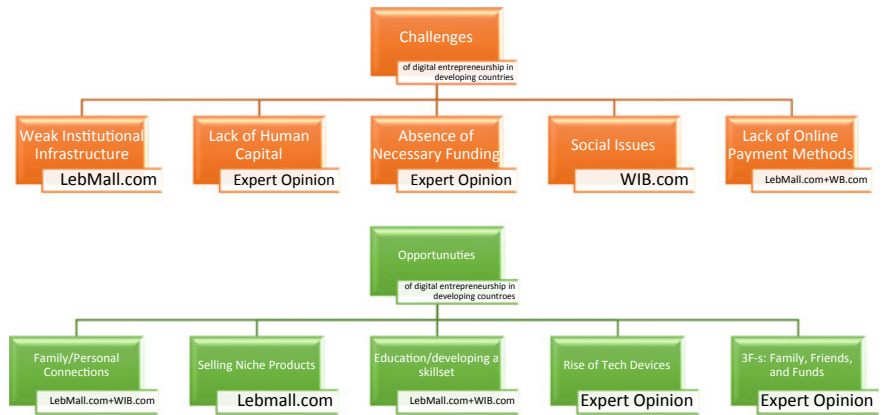 Challenges
of digital entrepreneurship in
developing countries
Weak Institutional
Infrastructure
LebMall.com
Lack of Human
Capital
Expert Opinion
Absence of
Necessary Funding
Expert Opinion
Social Issues
WIB.com
Lack of Online
Payment Methods
LebMall.com+WB.com
Opportunuties
of digital entrepreneurship in
developing countroes
Family/Personal
Connections
LebMall.com+WIB.com
Selling Niche Products
Lebmall.com
Education/developing a
skillset
LebMall.com+WIB.com
Rise of Tech Devices
Expert Opinion
3F-s: Family, Friends,
and Funds
Expert Opinion